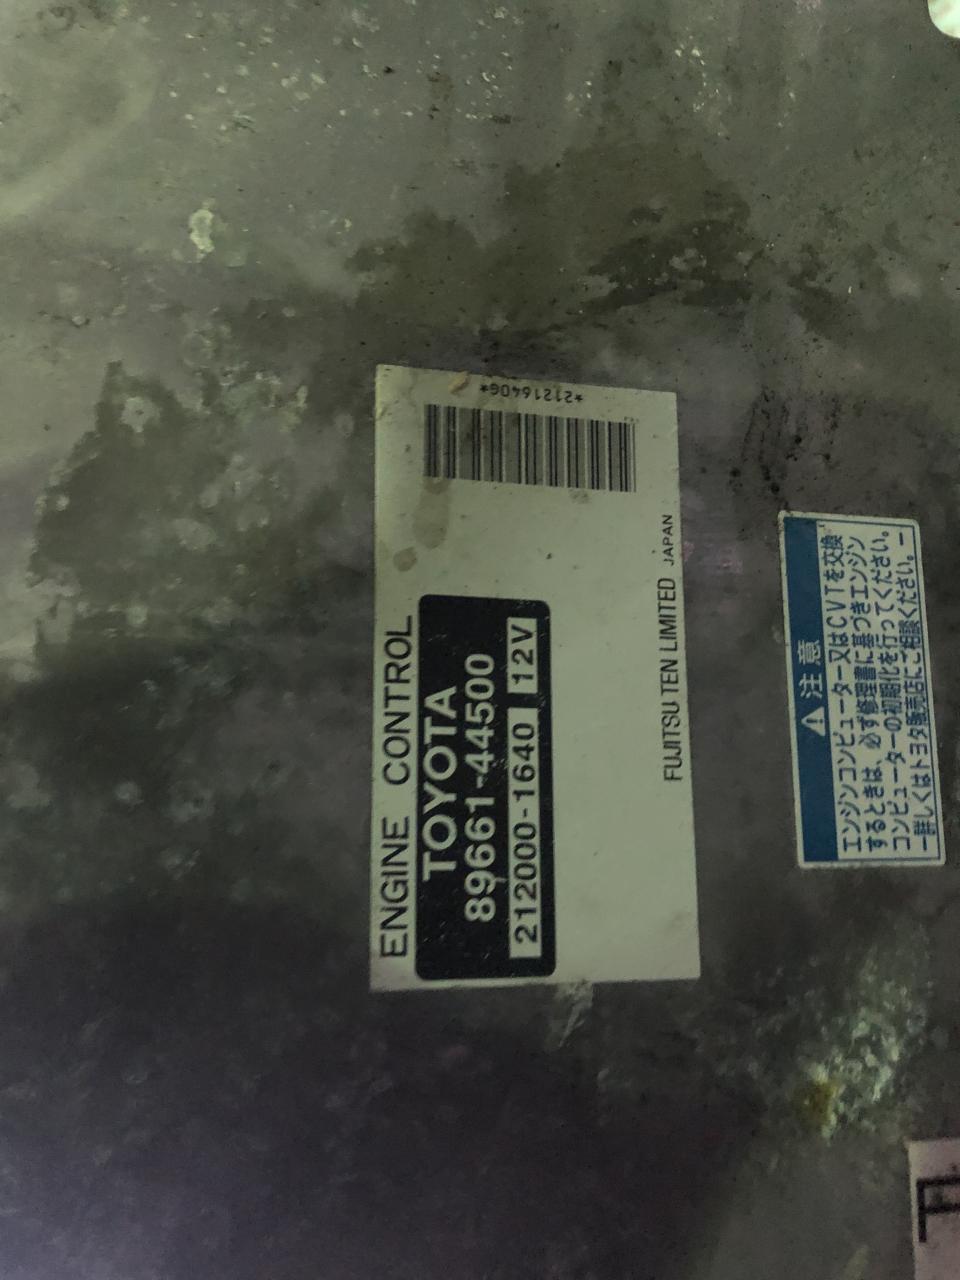 ENGINE CONTROL
TOYOTA
89661-44500
212000-1640 12V
FUJITSU TEN LIMITED JAPAN
*2121640G*
⚠注意
エンジンコンピューター又はCVTを交換
するときは、必ず修理書に基づきエンジン
コンピューターの初期化を行ってください。
ー詳しくはトヨタ販売店にご相談ください。ー